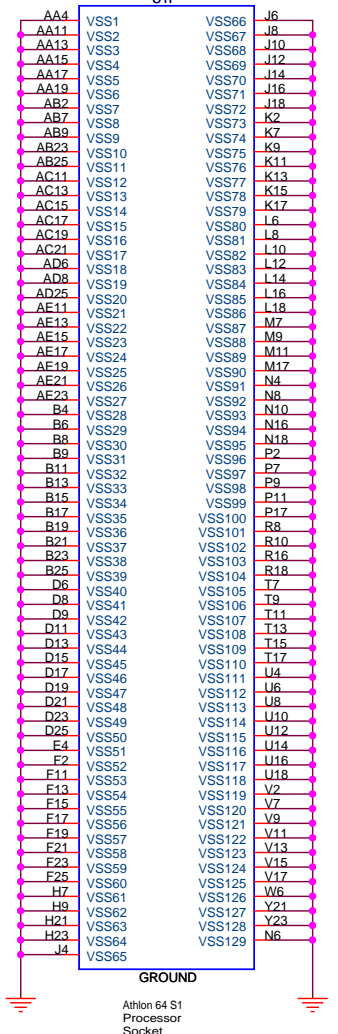 AA4 VSS1 VSS66 J6
AA11 VSS2 VSS67 J8
AA13 VSS3 VSS68 J10
AA15 VSS4 VSS69 J12
AA17 VSS5 VSS70 J14
AA19 VSS6 VSS71 J16
AB2 VSS7 VSS72 J18
AB7 VSS8 VSS73 K2
AB9 VSS9 VSS74 K7
AB23 VSS10 VSS75 K9
AB25 VSS11 VSS76 K11
AC11 VSS12 VSS77 K13
AC13 VSS13 VSS78 K15
AC15 VSS14 VSS79 K17
AC17 VSS15 VSS80 L6
AC19 VSS16 VSS81 L8
AC21 VSS17 VSS82 L10
AD6 VSS18 VSS83 L12
AD8 VSS19 VSS84 L14
AD25 VSS20 VSS85 L16
AE11 VSS21 VSS86 L18
AE13 VSS22 VSS87 M7
AE15 VSS23 VSS88 M9
AE17 VSS24 VSS89 M11
AE19 VSS25 VSS90 M17
AE21 VSS26 VSS91 N4
AE23 VSS27 VSS92 N8
B4 VSS28 VSS93 N10
B6 VSS29 VSS94 N16
B8 VSS30 VSS95 N18
B9 VSS31 VSS96 P2
B11 VSS32 VSS97 P7
B13 VSS33 VSS98 P9
B15 VSS34 VSS99 P11
B17 VSS35 VSS100 P17
B19 VSS36 VSS101 R8
B21 VSS37 VSS102 R10
B23 VSS38 VSS103 R16
B25 VSS39 VSS104 R18
D6 VSS40 VSS105 T7
D8 VSS41 VSS106 T9
D9 VSS42 VSS107 T11
D11 VSS43 VSS108 T13
D13 VSS44 VSS109 T15
D15 VSS45 VSS110 T17
D17 VSS46 VSS111 U4
D19 VSS47 VSS112 U6
D21 VSS48 VSS113 U8
D23 VSS49 VSS114 U10
D25 VSS50 VSS115 U12
E4 VSS51 VSS116 U14
F2 VSS52 VSS117 U16
F11 VSS53 VSS118 U18
F13 VSS54 VSS119 V2
F15 VSS55 VSS120 V7
F17 VSS56 VSS121 V9
F19 VSS57 VSS122 V11
F21 VSS58 VSS123 V13
F23 VSS59 VSS124 V15
F25 VSS60 VSS125 V17
H7 VSS61 VSS126 W6
H9 VSS62 VSS127 Y21
H21 VSS63 VSS128 Y23
H23 VSS64 VSS129 N6
J4 VSS65
GROUND
Athlon 64 S1
Processor
Socket